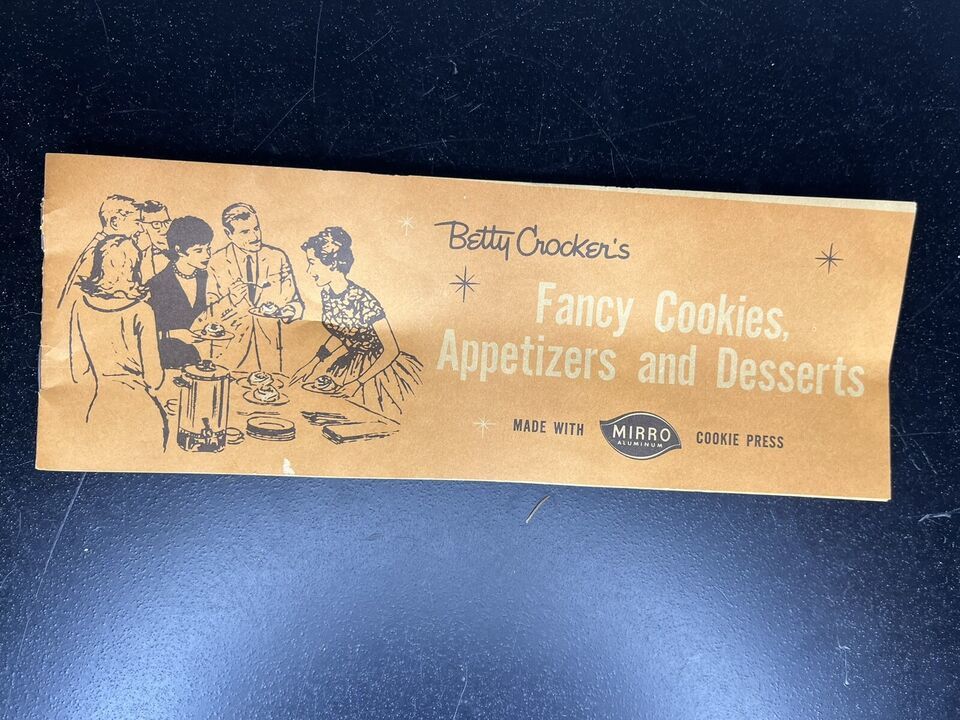 Betty Crocker's
Fancy Cookies,
Appetizers and Desserts
MADE WITH MIRRO ALUMINUM COOKIE PRESS